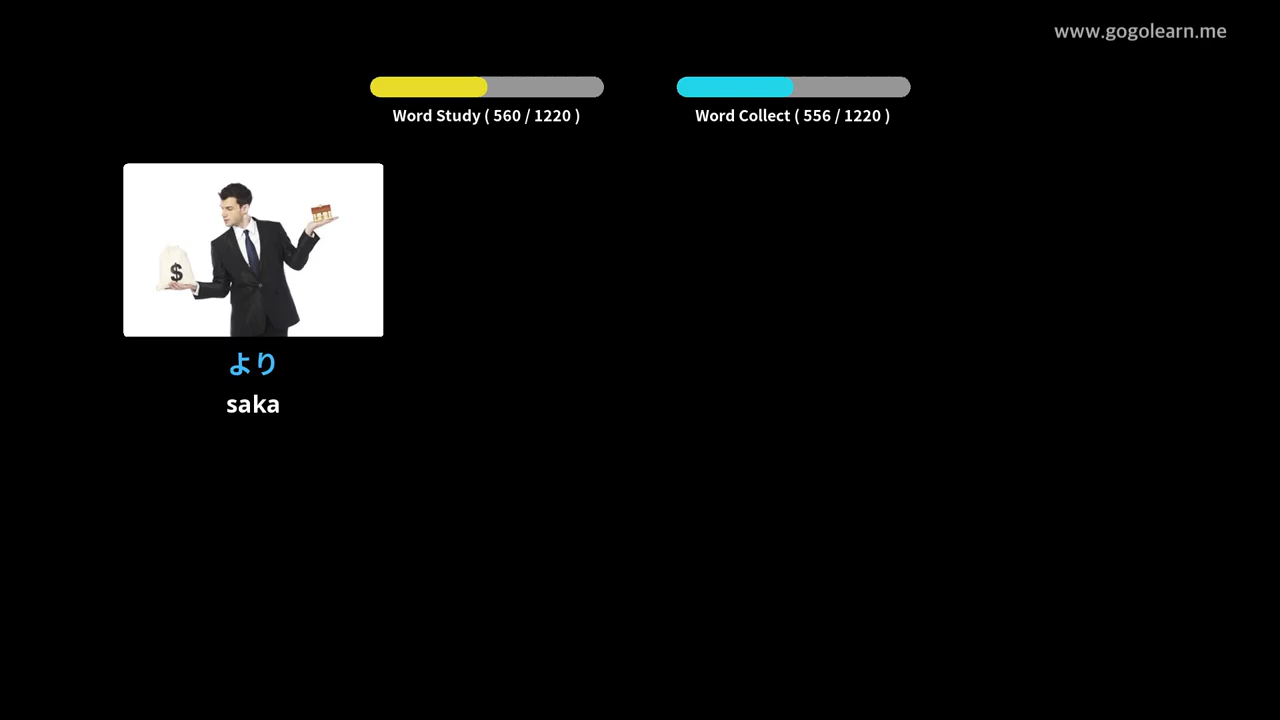 www.gogolearn.me
Word Study ( 560 / 1220 )
Word Collect ( 556 / 1220 )
$
より
saka